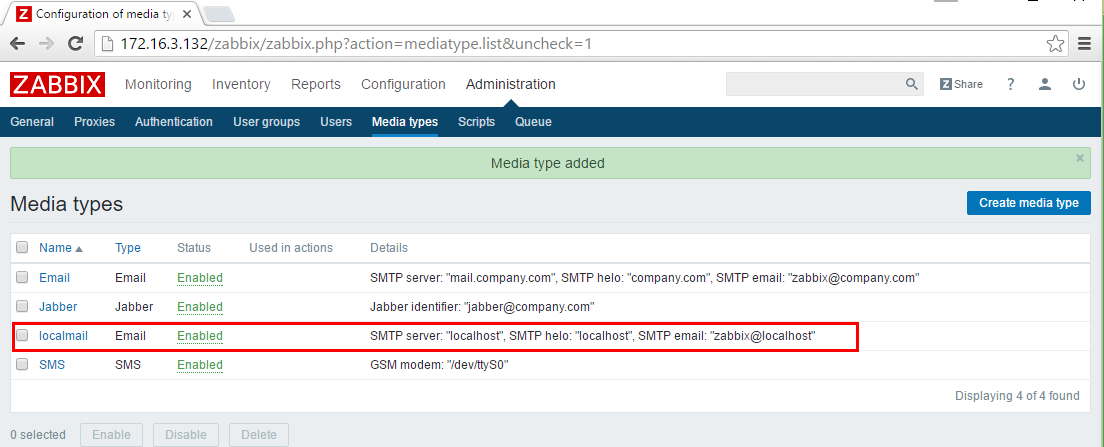 Z Configuration of media ty
172.16.3.132/zabbix/zabbix.php?action=mediatype.list&uncheck=1
ZABBIX Monitoring Inventory Reports Configuration Administration Z Share ?
General Proxies Authentication User groups Users Media types Scripts Queue
Media type added
Media types Create media type
Name Type Status Used in actions Details
Email Email Enabled SMTP server: "mail.company.com", SMTP helo: "company.com", SMTP email: "zabbix@company.com"
Jabber Jabber Enabled Jabber identifier: "jabber@company.com"
localmail Email Enabled SMTP server: "localhost", SMTP helo: "localhost", SMTP email: "zabbix@localhost"
SMS SMS Enabled GSM modem: "/dev/ttyS0"
Displaying 4 of 4 found
0 selected Enable Disable Delete